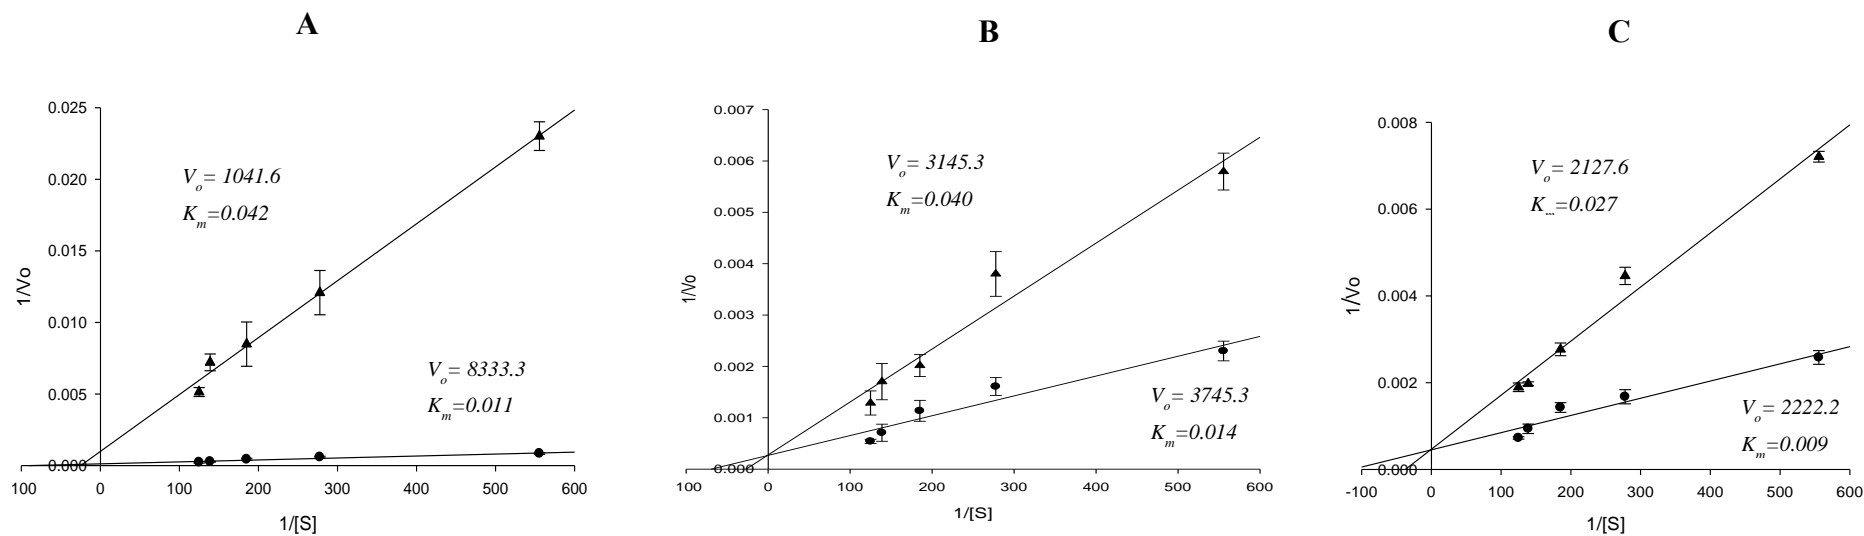 A
0.025
0.020
0.015
0.010
0.005
0.000
1/Vo
Vo= 1041.6
Km=0.042
Vo= 8333.3
Km=0.011
100 0 100 200 300 400 500 600
1/[S]
B
0.007
0.006
0.005
0.004
0.003
0.002
0.001
0.000
1/Vo
Vo= 3145.3
Km=0.040
Vo= 3745.3
Km=0.014
100 0 100 200 300 400 500 600
1/[S]
C
0.008
0.006
0.004
0.002
0.000
1/Vo
Vo= 2127.6
K...=0.027
Vo= 2222.2
Km=0.009
-100 0 100 200 300 400 500 600
1/[S]